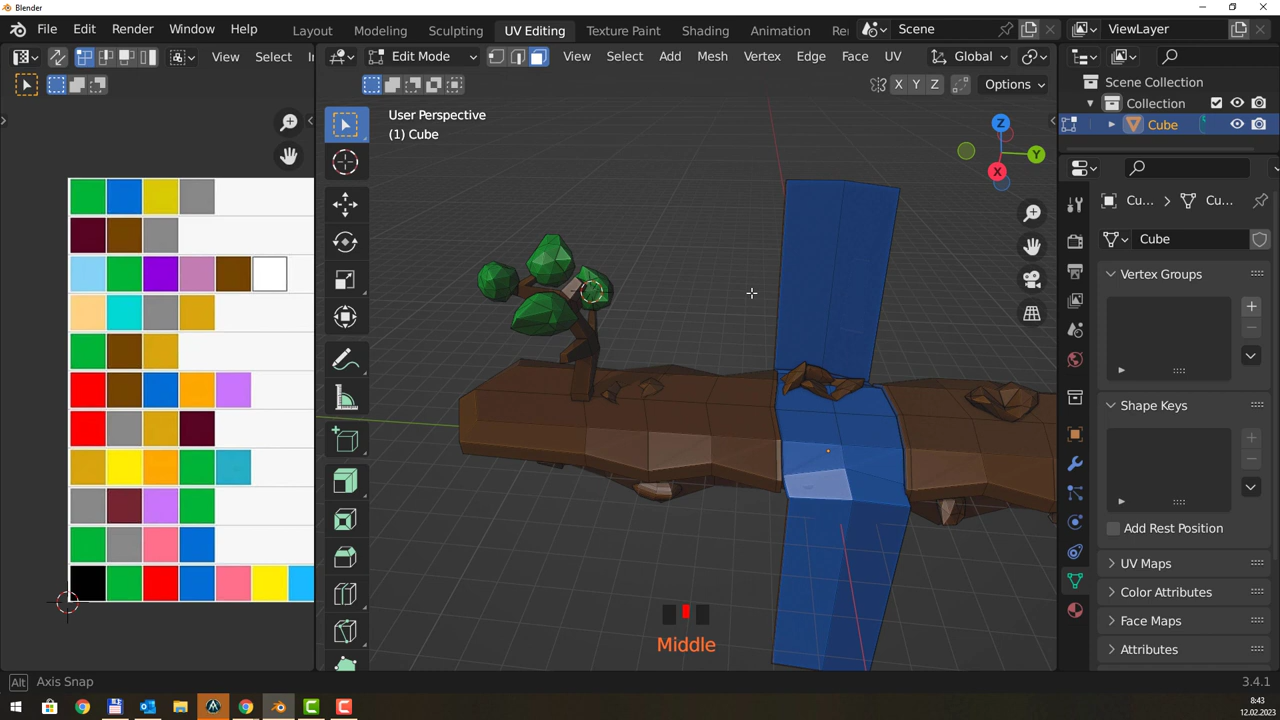 Blender
File Edit Render Window Help Layout Modeling Sculpting UV Editing Texture Paint Shading Animation Re Scene ViewLayer
View Select I Edit Mode View Select Add Mesh Vertex Edge Face UV Global
X Y Z Options
User Perspective
(1) Cube
Z
Y
X
Scene Collection
Collection
Cube
Cu... Cu...
Cube
Vertex Groups
Shape Keys
Add Rest Position
UV Maps
Color Attributes
Face Maps
Attributes
Middle
Alt Axis Snap 3.4.1
8:43
12.02.2023